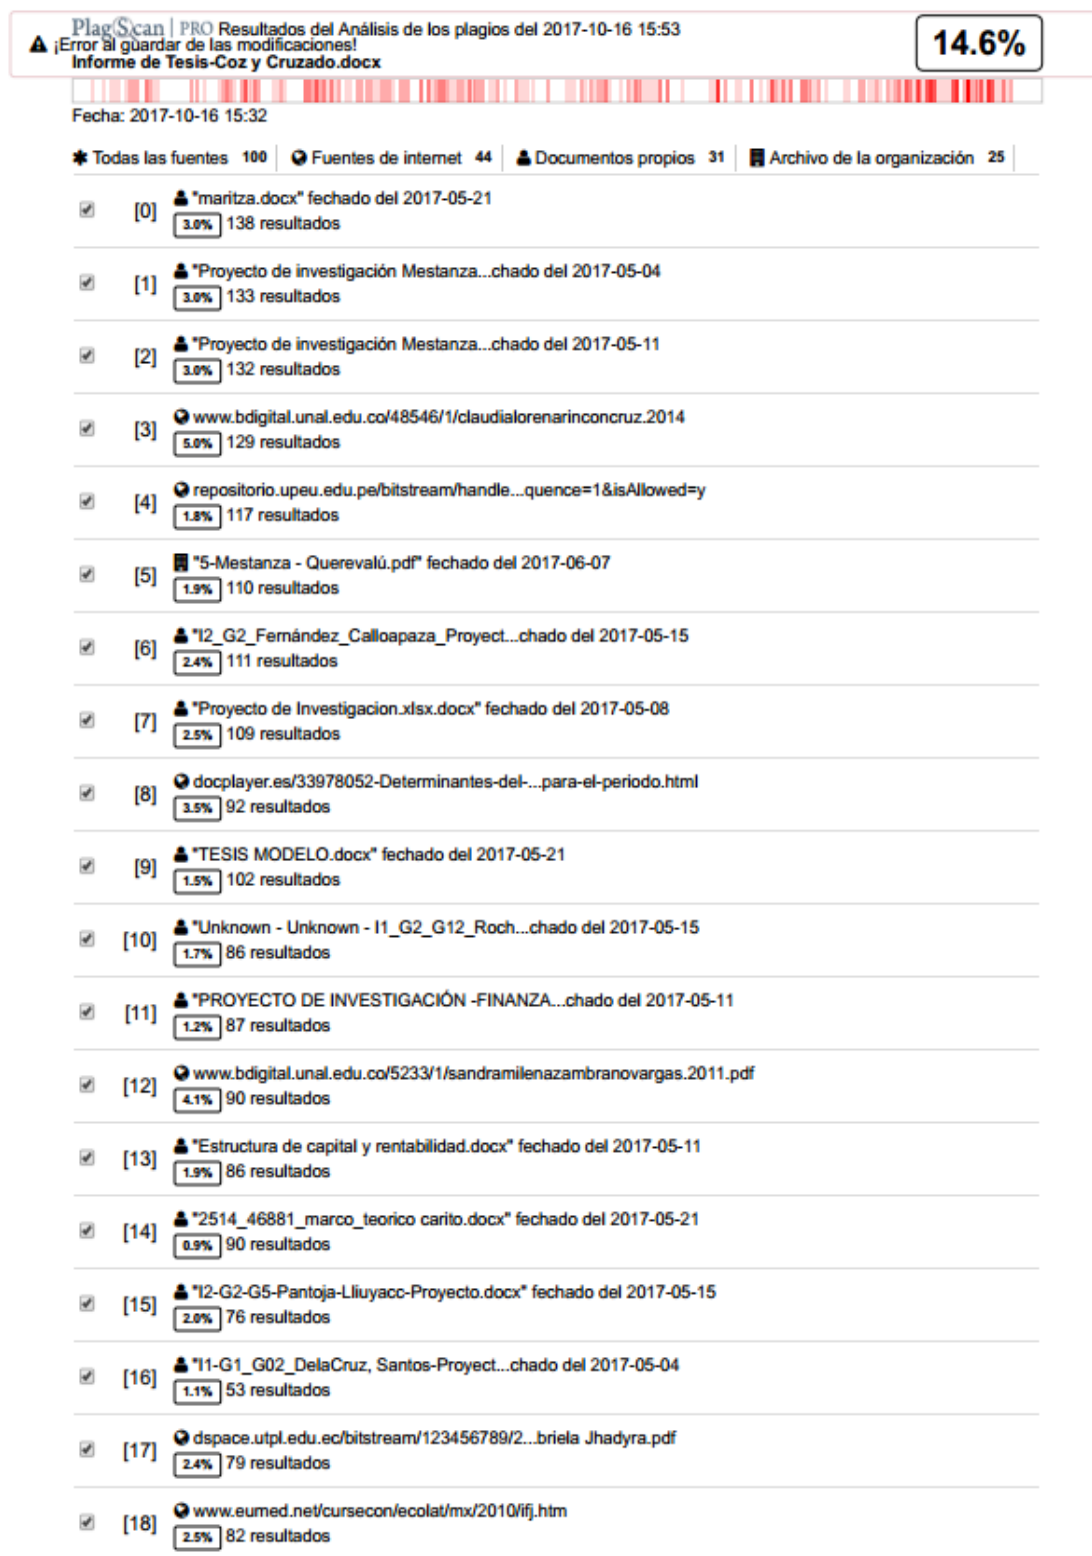 PlagScan | PRO Resultados del Análisis de los plagios del 2017-10-16 15:53
14.6%
¡Error al guardar de las modificaciones!
Informe de Tesis-Coz y Cruzado.docx
Fecha: 2017-10-16 15:32
Todas las fuentes 100 Fuentes de internet 44 Documentos propios 31 Archivo de la organización 25
[0] "maritza.docx" fechado del 2017-05-21
3.0% 138 resultados
[1] "Proyecto de investigación Mestanza...chado del 2017-05-04
3.0% 133 resultados
[2] "Proyecto de investigación Mestanza...chado del 2017-05-11
3.0% 132 resultados
[3] www.bdigital.unal.edu.co/48546/1/claudialorenarinconcruz.2014
5.0% 129 resultados
[4] repositorio.upeu.edu.pe/bitstream/handle...quence=1&isAllowed=y
1.8% 117 resultados
[5] "5-Mestanza - Querevalú.pdf" fechado del 2017-06-07
1.9% 110 resultados
[6] "I2_G2_Fernández_Calloapaza_Proyect...chado del 2017-05-15
2.4% 111 resultados
[7] "Proyecto de Investigacion.xlsx.docx" fechado del 2017-05-08
2.5% 109 resultados
[8] docplayer.es/33978052-Determinantes-del-...para-el-periodo.html
3.5% 92 resultados
[9] "TESIS MODELO.docx" fechado del 2017-05-21
1.5% 102 resultados
[10] "Unknown - Unknown - I1_G2_G12_Roch...chado del 2017-05-15
1.7% 86 resultados
[11] "PROYECTO DE INVESTIGACIÓN -FINANZA...chado del 2017-05-11
1.2% 87 resultados
[12] www.bdigital.unal.edu.co/5233/1/sandramilenazambranovargas.2011.pdf
4.1% 90 resultados
[13] "Estructura de capital y rentabilidad.docx" fechado del 2017-05-11
1.9% 86 resultados
[14] "2514_46881_marco_teorico carito.docx" fechado del 2017-05-21
0.9% 90 resultados
[15] "I2-G2-G5-Pantoja-Lliuyacc-Proyecto.docx" fechado del 2017-05-15
2.0% 76 resultados
[16] "I1-G1_G02_DelaCruz, Santos-Proyect...chado del 2017-05-04
1.1% 53 resultados
[17] dspace.utpl.edu.ec/bitstream/123456789/2...briela Jhadyra.pdf
2.4% 79 resultados
[18] www.eumed.net/cursecon/ecolat/mx/2010/ifj.htm
2.5% 82 resultados